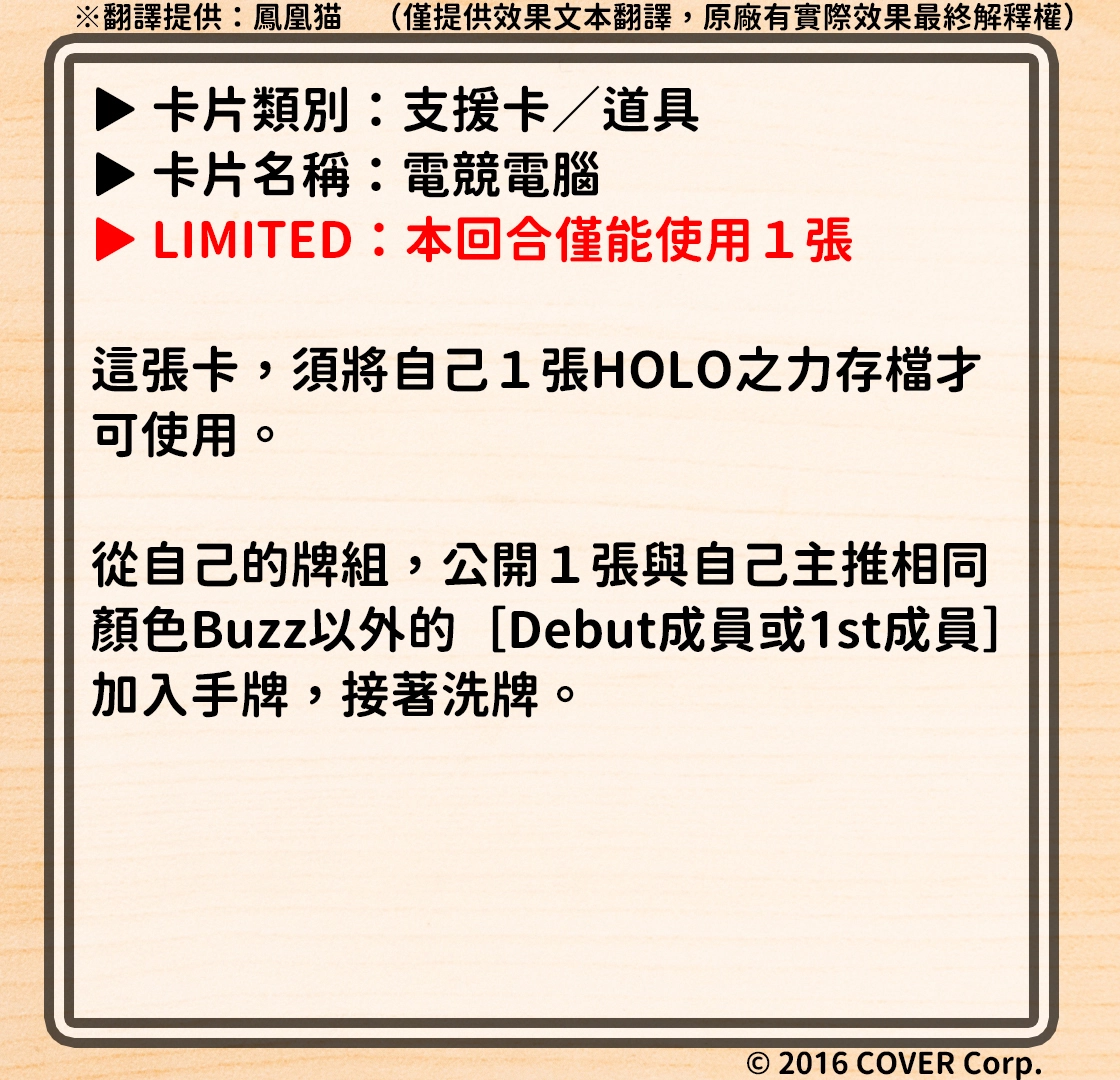 ※翻譯提供：鳳凰猫　（僅提供效果文本翻譯，原廠有實際效果最終解釋權）
▶ 卡片類別：支援卡／道具
▶ 卡片名稱：電競電腦
▶ LIMITED：本回合僅能使用１張
這張卡，須將自己１張HOLO之力存檔才
可使用。
從自己的牌組，公開１張與自己主推相同
顏色Buzz以外的［Debut成員或1st成員］
加入手牌，接著洗牌。
© 2016 COVER Corp.